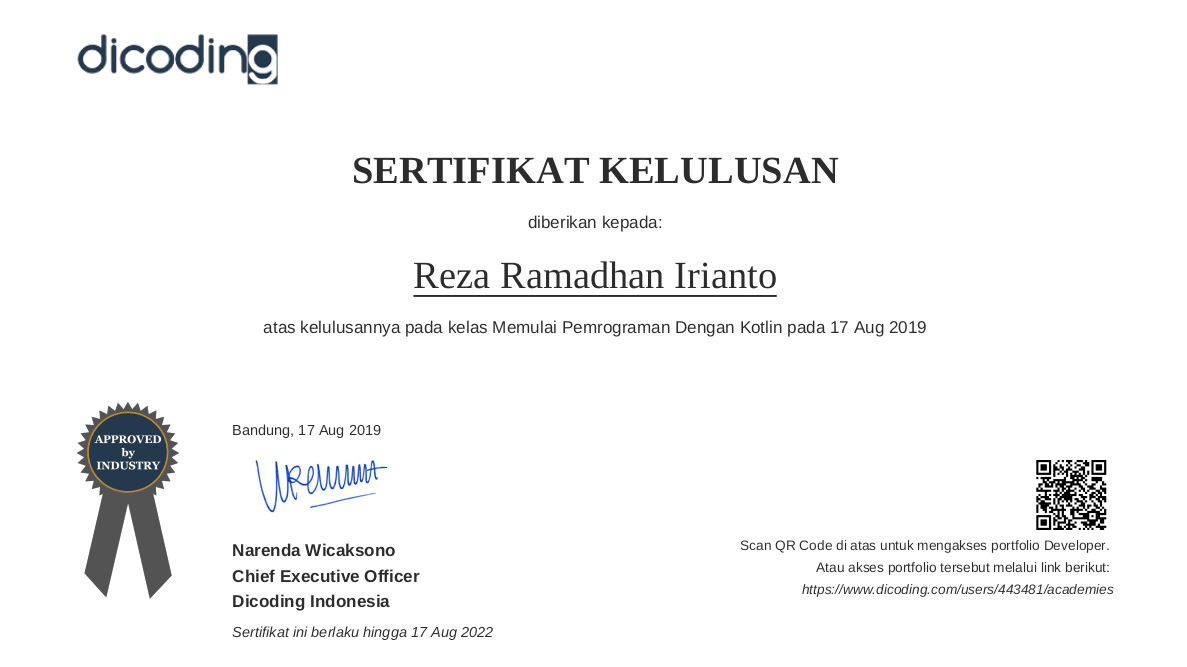 dicoding
SERTIFIKAT KELULUSAN
diberikan kepada:
Reza Ramadhan Irianto
atas kelulusannya pada kelas Memulai Pemrograman Dengan Kotlin pada 17 Aug 2019
APPROVED
by
INDUSTRY
Bandung, 17 Aug 2019
Narenda Wicaksono
Chief Executive Officer
Dicoding Indonesia
Sertifikat ini berlaku hingga 17 Aug 2022
Scan QR Code di atas untuk mengakses portfolio Developer.
Atau akses portfolio tersebut melalui link berikut:
https://www.dicoding.com/users/443481/academies